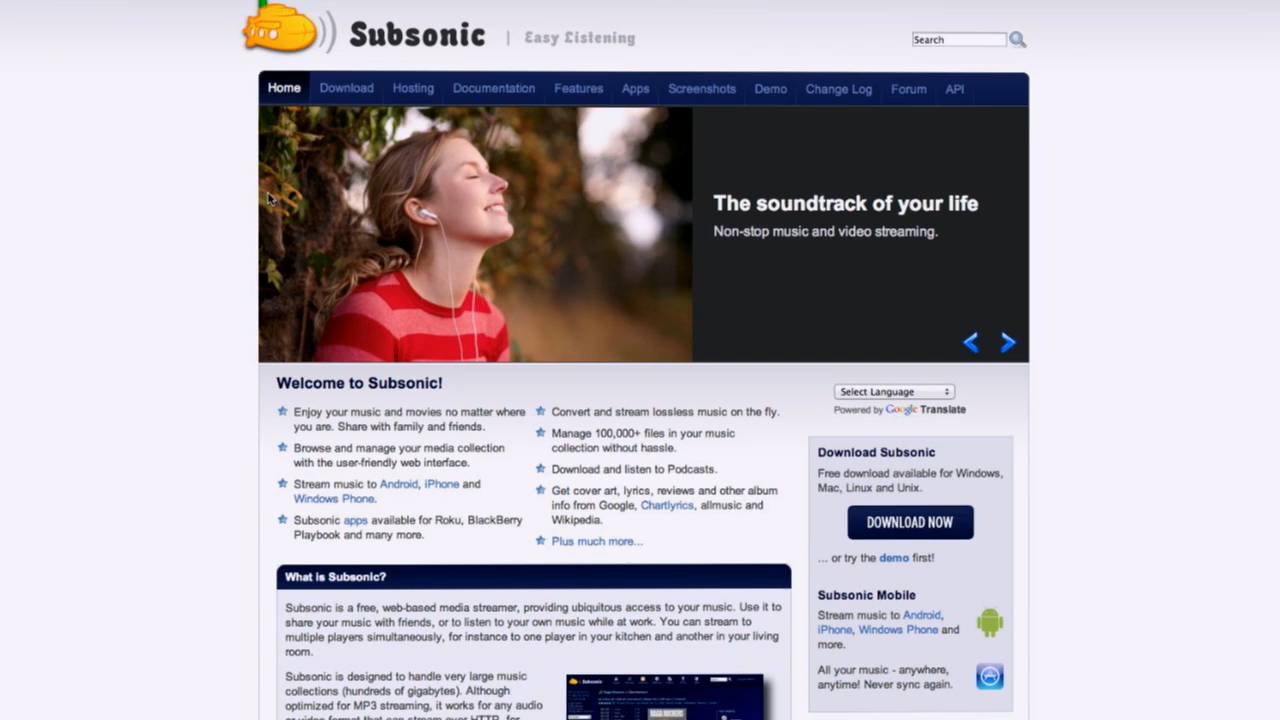 Subsonic | Easy Listening
Search
Home Download Hosting Documentation Features Apps Screenshots Demo Change Log Forum API
The soundtrack of your life
Non-stop music and video streaming.
Welcome to Subsonic!
Enjoy your music and movies no matter where
you are. Share with family and friends.
Browse and manage your media collection
with the user-friendly web interface.
Stream music to Android, iPhone and
Windows Phone.
Subsonic apps available for Roku, BlackBerry
Playbook and many more.
Convert and stream lossless music on the fly.
Manage 100,000+ files in your music
collection without hassle.
Download and listen to Podcasts.
Get cover art, lyrics, reviews and other album
info from Google, Chartlyrics, allmusic and
Wikipedia.
Plus much more...
What is Subsonic?
Subsonic is a free, web-based media streamer, providing ubiquitous access to your music. Use it to
share your music with friends, or to listen to your own music while at work. You can stream to
multiple players simultaneously, for instance to one player in your kitchen and another in your living
room.
Subsonic is designed to handle very large music
collections (hundreds of gigabytes). Although
optimized for MP3 streaming, it works for any audio
or video format that can stream over HTTP, for
Subsonic
Select Language
Powered by Google Translate
Download Subsonic
Free download available for Windows,
Mac, Linux and Unix.
DOWNLOAD NOW
... or try the demo first!
Subsonic Mobile
Stream music to Android,
iPhone, Windows Phone and
more.
All your music - anywhere,
anytime! Never sync again.